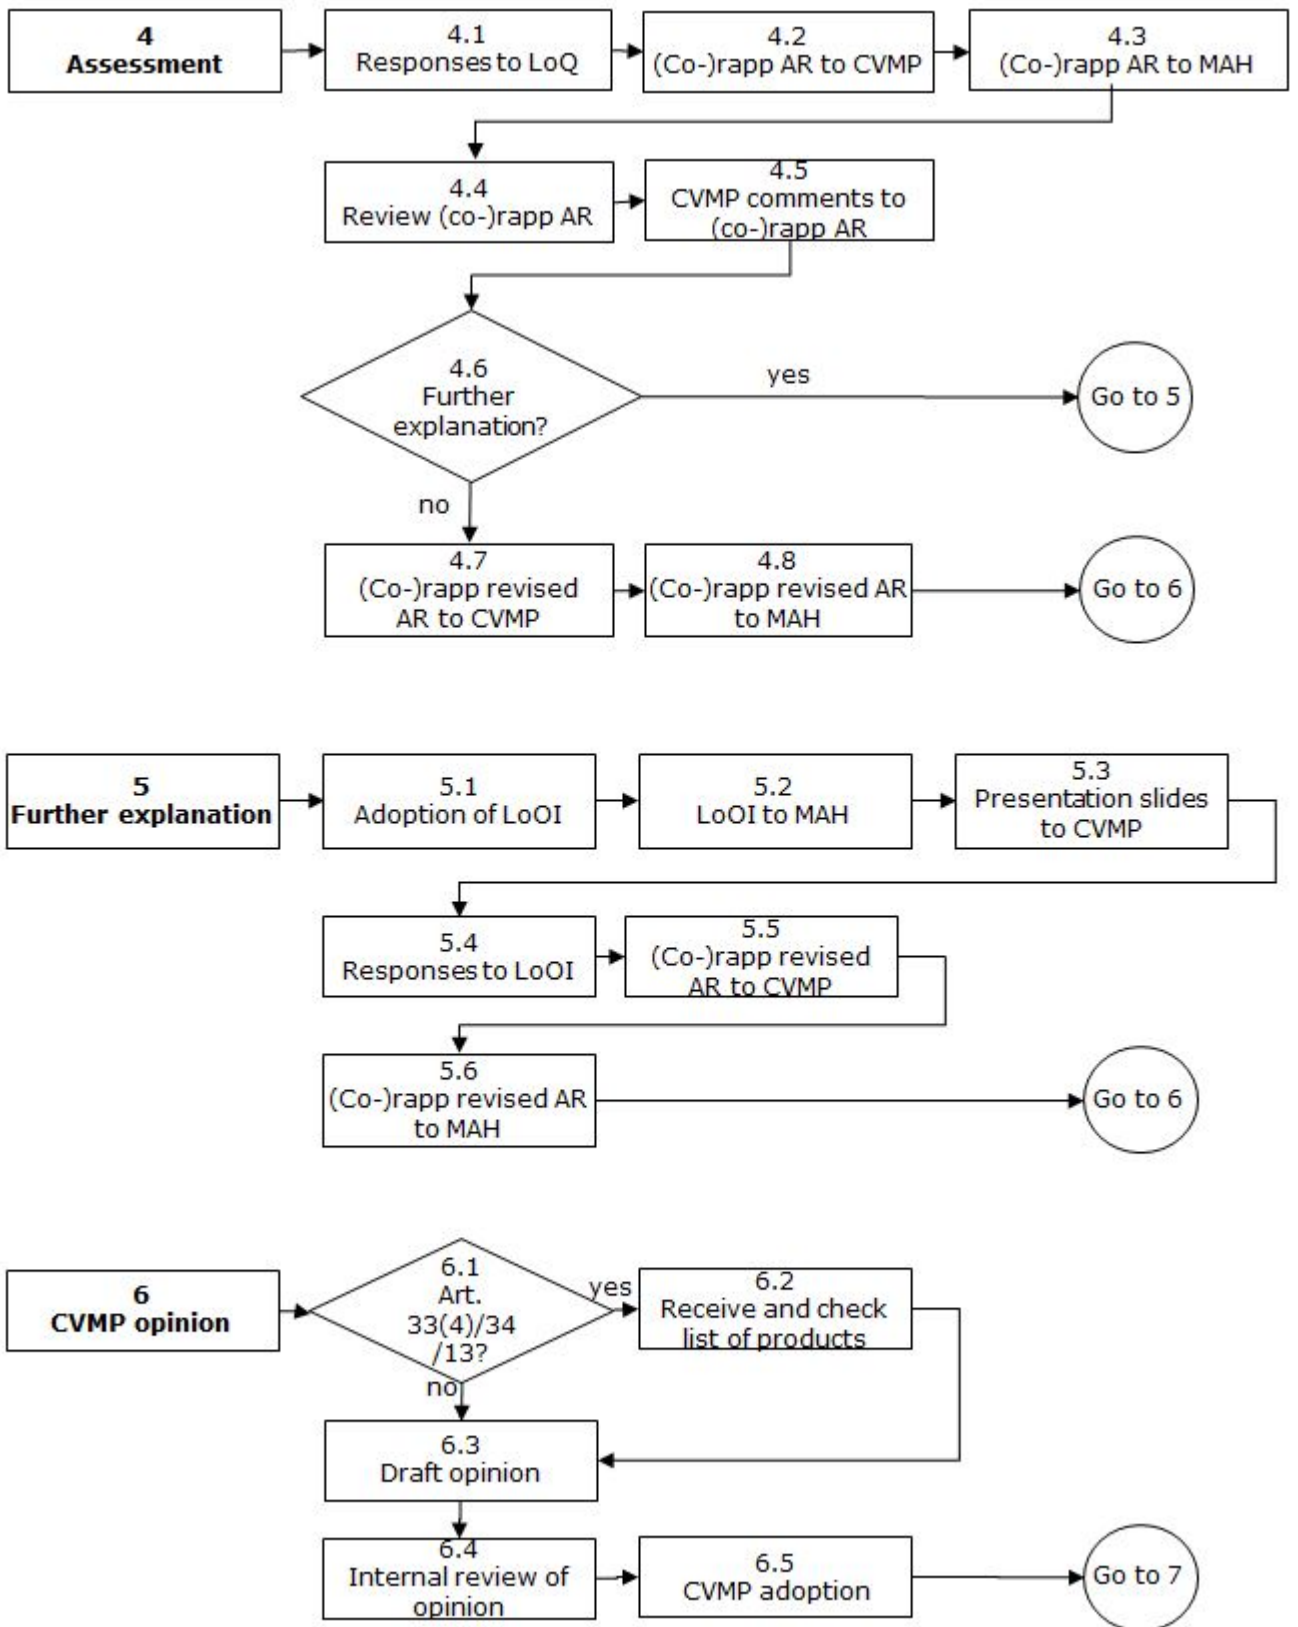 4
Assessment
4.1
Responses to LoQ
4.2
(Co-)rapp AR to CVMP
4.3
(Co-)rapp AR to MAH
4.4
Review (co-)rapp AR
4.5
CVMP comments to
(co-)rapp AR
4.6
Further
explanation?
yes
Go to 5
no
4.7
(Co-)rapp revised
AR to CVMP
4.8
(Co-)rapp revised AR
to MAH
Go to 6
5
Further explanation
5.1
Adoption of LoOI
5.2
LoOI to MAH
5.3
Presentation slides
to CVMP
5.4
Responses to LoOI
5.5
(Co-)rapp revised
AR to CVMP
5.6
(Co-)rapp revised AR
to MAH
Go to 6
6
CVMP opinion
6.1
Art.
33(4)/34
/13?
yes
6.2
Receive and check
list of products
no
6.3
Draft opinion
6.4
Internal review of
opinion
6.5
CVMP adoption
Go to 7